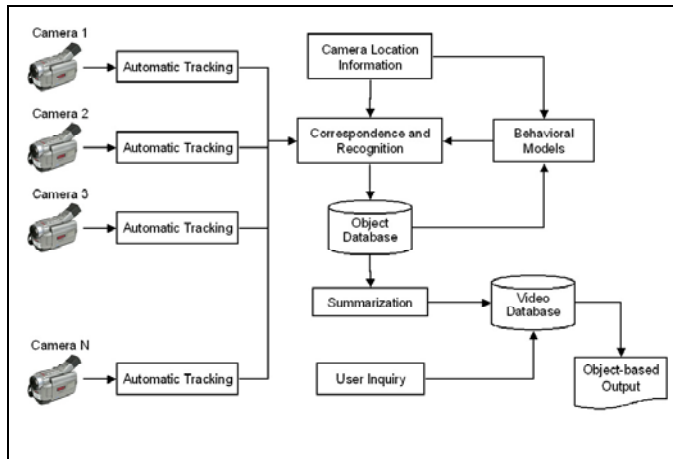 Camera 1
Automatic Tracking
Camera 2
Automatic Tracking
Camera 3
Automatic Tracking
Camera N
Automatic Tracking
Camera Location
Information
Correspondence and
Recognition
Behavioral
Models
Object
Database
Summarization
Video
Database
User Inquiry
Object-based
Output